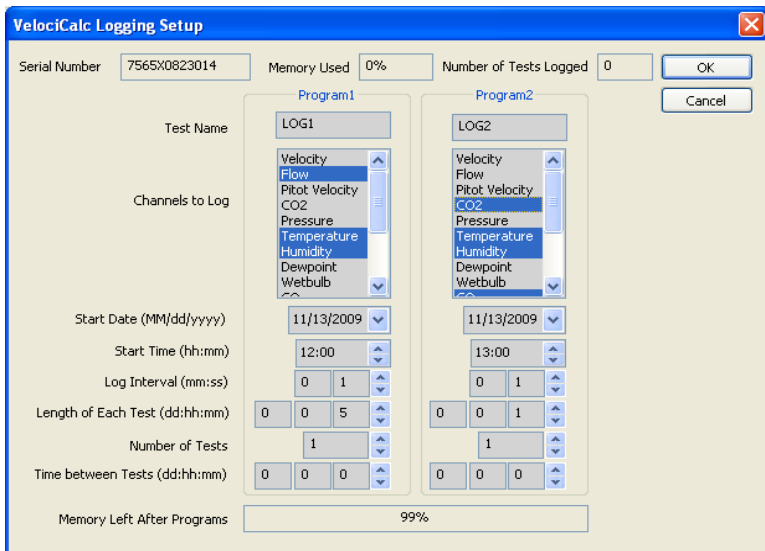 VelociCalc Logging Setup
Serial Number 7565X0823014 Memory Used 0% Number of Tests Logged 0 OK
Cancel
Program1 Program2
Test Name LOG1 LOG2
Channels to Log
Velocity
Flow
Pitot Velocity
CO2
Pressure
Temperature
Humidity
Dewpoint
Wetbulb
CO
Velocity
Flow
Pitot Velocity
CO2
Pressure
Temperature
Humidity
Dewpoint
Wetbulb
CO
Start Date (MM/dd/yyyy) 11/13/2009 11/13/2009
Start Time (hh:mm) 12:00 13:00
Log Interval (mm:ss) 0 1 0 1
Length of Each Test (dd:hh:mm) 0 0 5 0 0 1
Number of Tests 1 1
Time between Tests (dd:hh:mm) 0 0 0 0 0 0
Memory Left After Programs 99%